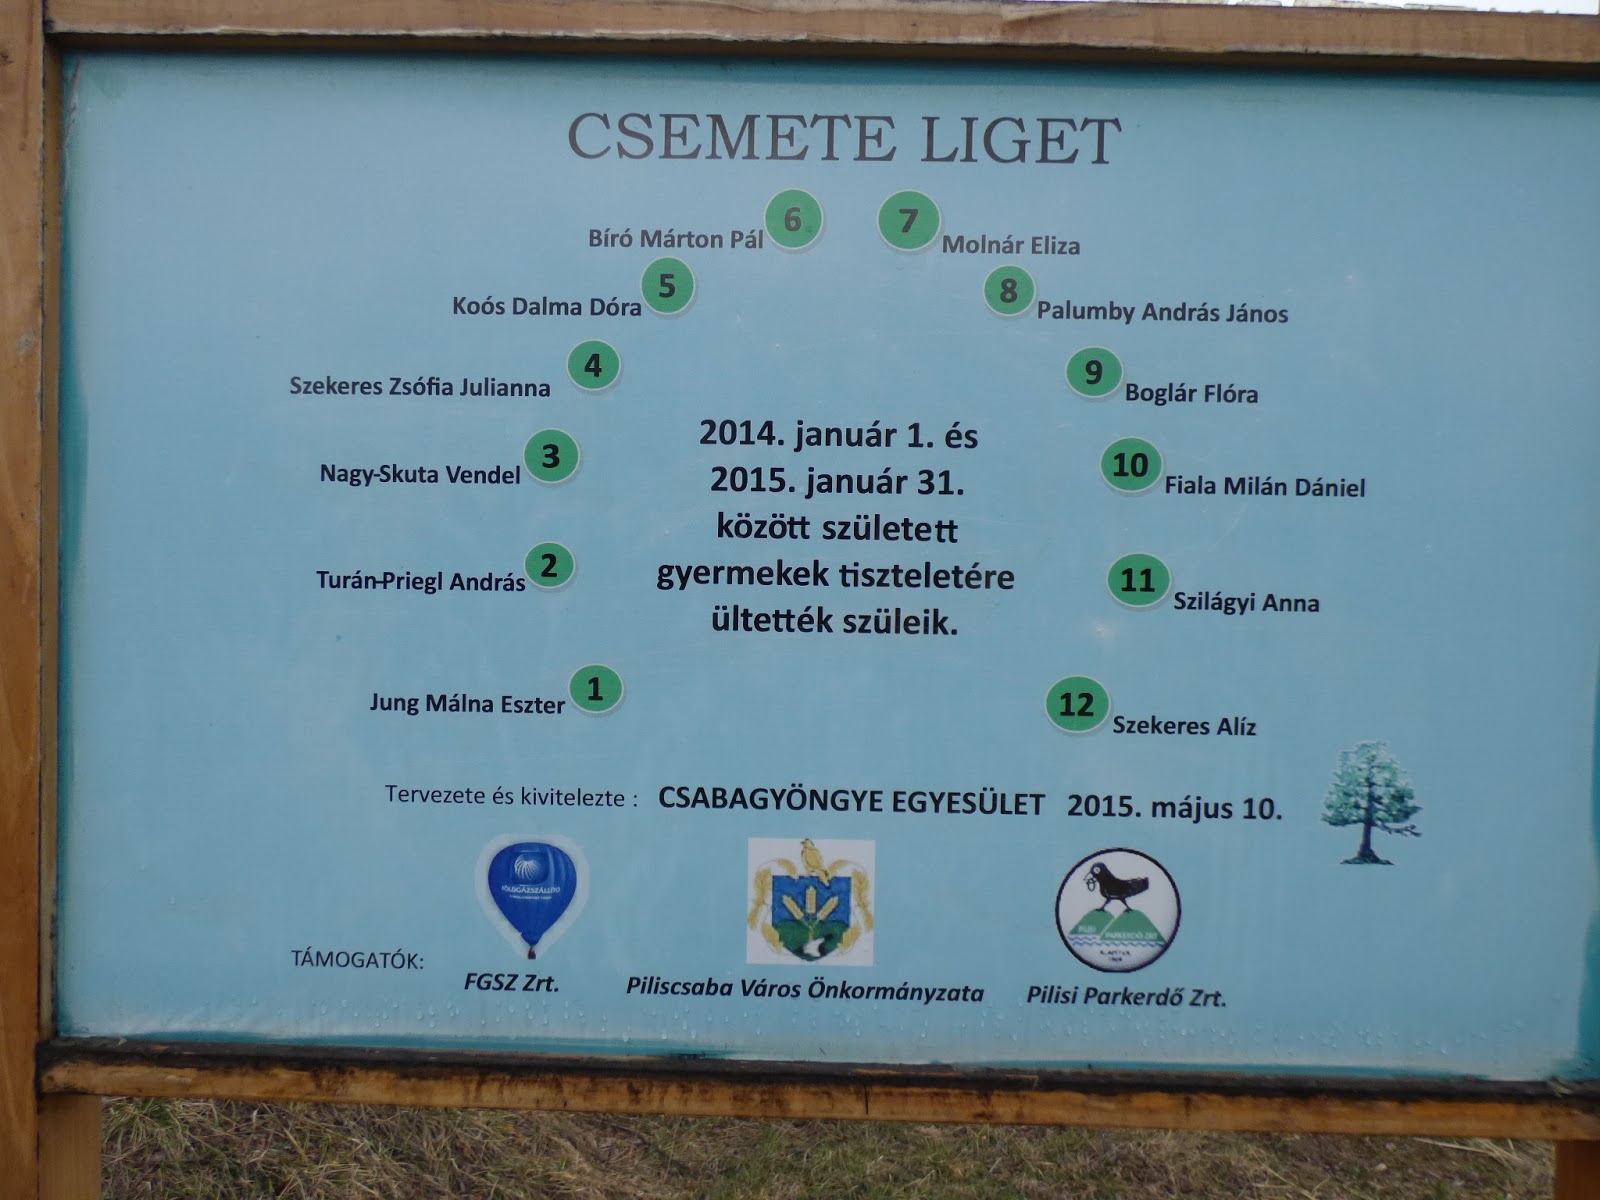 CSEMETE LIGET
6
Bíró Márton Pál
7
Molnár Eliza
5
Koós Dalma Dóra
8
Palumby András János
4
Szekeres Zsófia Julianna
9
Boglár Flóra
3
Nagy-Skuta Vendel
10
Fiala Milán Dániel
2
Turán-Priegl András
11
Szilágyi Anna
1
Jung Málna Eszter
12
Szekeres Alíz
2014. január 1. és
2015. január 31.
között született
gyermekek tiszteletére
ültették szüleik.
Tervezete és kivitelezte : CSABAGYÖNGYE EGYESÜLET 2015. május 10.
TÁMOGATÓK:
FÖLDGÁZSZÁLLÍTÓ
FGSZ Zrt.
Piliscsaba Város Önkormányzata
PILISI PARKERDŐ ZRT
Pilisi Parkerdő Zrt.